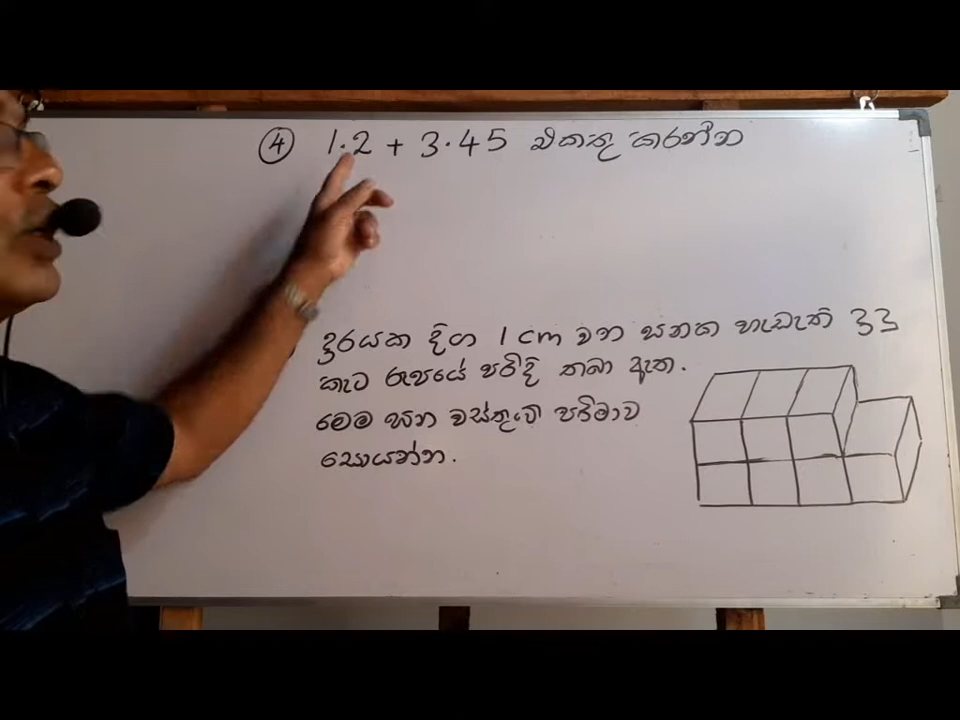 ④ 1.2 + 3.45 එකතු කරන්න
දාරයක දිග 1 cm වන ඝනක හැඩැති දාදු
කැට රූපයේ පරිදි තබා ඇත.
මෙම ඝන වස්තුවේ පරිමාව
සොයන්න.